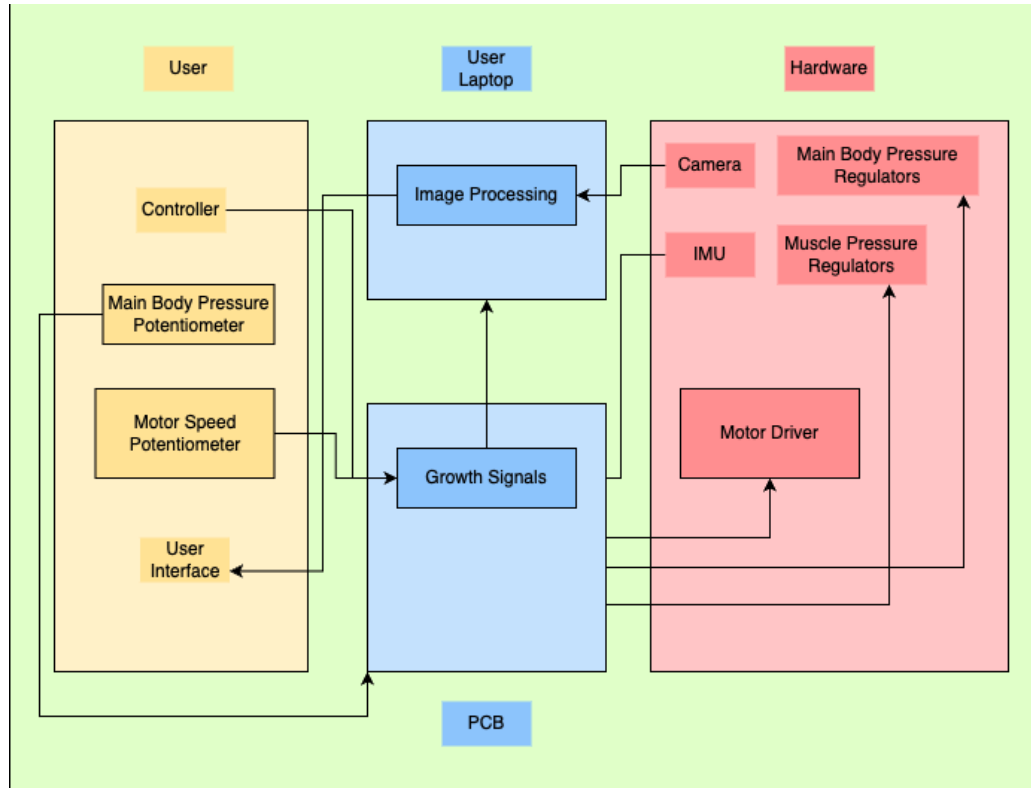 User
User
Laptop
Hardware
Controller
Main Body Pressure
Potentiometer
Motor Speed
Potentiometer
User
Interface
Image Processing
Growth Signals
PCB
Camera
Main Body Pressure
Regulators
IMU
Muscle Pressure
Regulators
Motor Driver